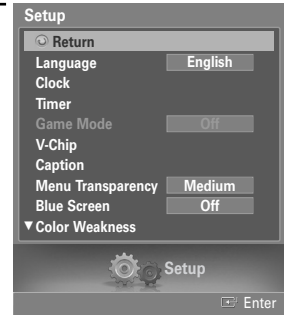 Setup
Return
Language English
Clock
Timer
Game Mode Off
V-Chip
Caption
Menu Transparency Medium
Blue Screen Off
▼Color Weakness
Setup
Enter